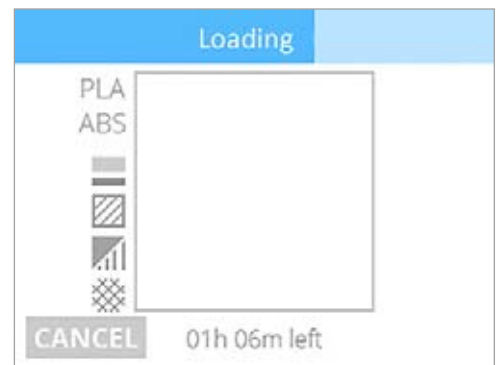 Loading
PLA
ABS
CANCEL
01h 06m left